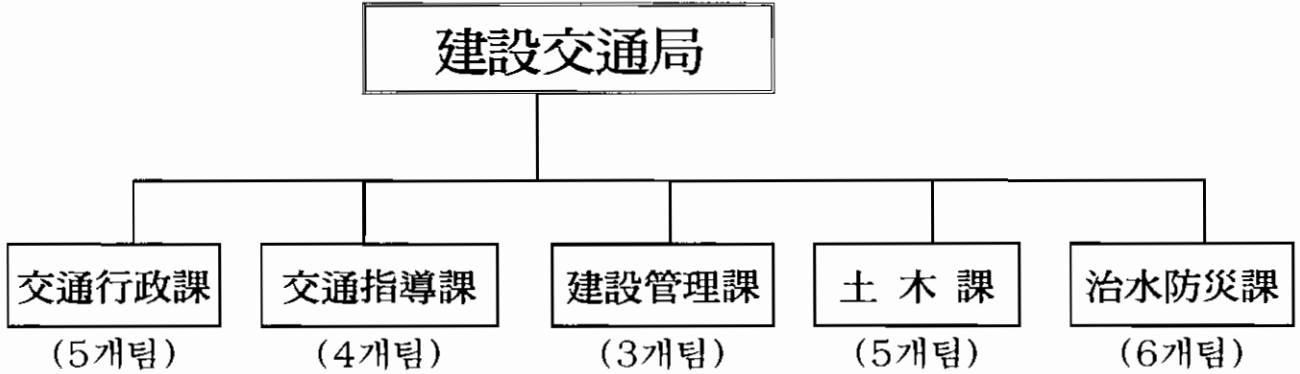 建設交通局
交通行政課 交通指導課 建設管理課 土木課 治水防災課
(5개팀) (4개팀) (3개팀) (5개팀) (6개팀)